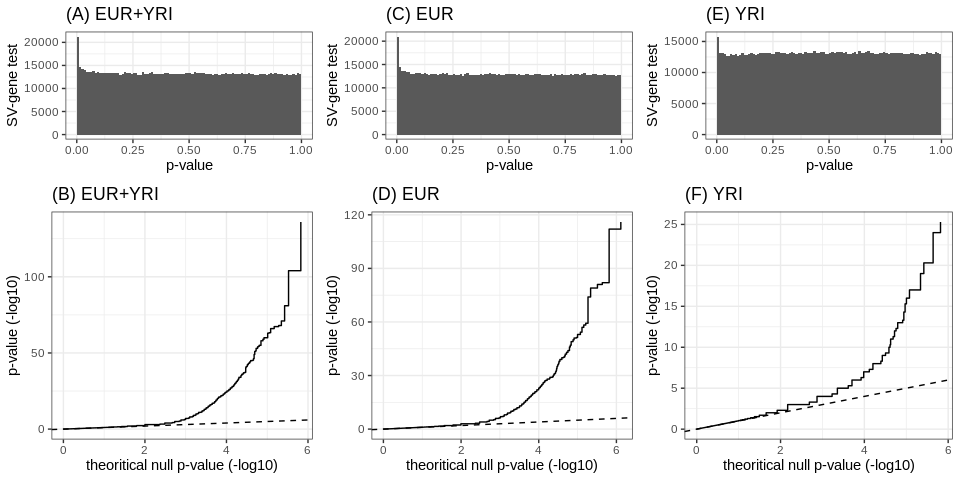 (A) EUR+YRI
SV-gene test
20000
15000
10000
5000
0
0.00 0.25 0.50 0.75 1.00
p-value
(C) EUR
SV-gene test
20000
15000
10000
5000
0
0.00 0.25 0.50 0.75 1.00
p-value
(E) YRI
SV-gene test
15000
10000
5000
0
0.00 0.25 0.50 0.75 1.00
p-value
(B) EUR+YRI
p-value (-log10)
100
50
0
0 2 4 6
theoritical null p-value (-log10)
(D) EUR
p-value (-log10)
120
90
60
30
0
0 2 4 6
theoritical null p-value (-log10)
(F) YRI
p-value (-log10)
25
20
15
10
5
0
0 2 4 6
theoritical null p-value (-log10)